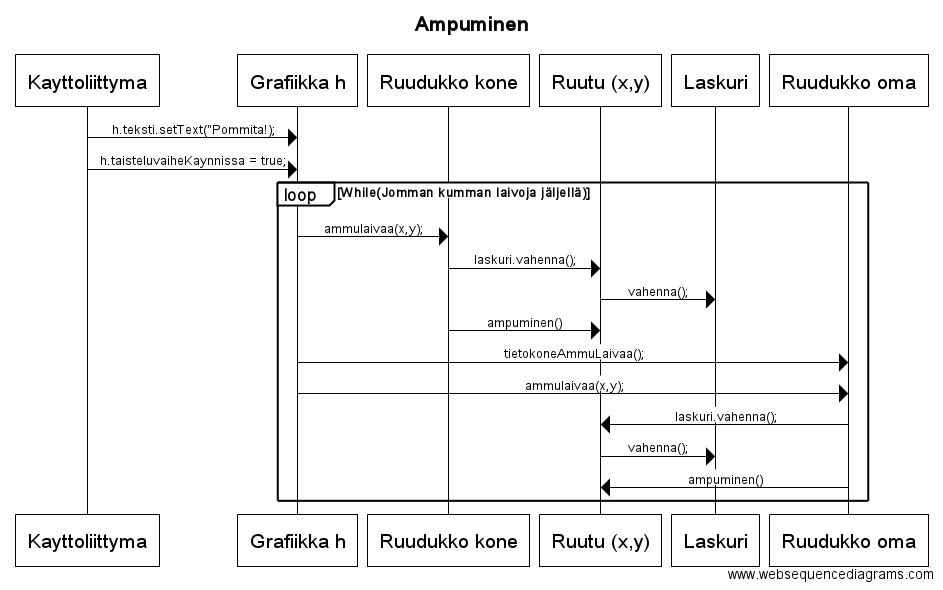 Ampuminen
Kayttoliittyma
Grafiikka h
Ruudukko kone
Ruutu (x,y)
Laskuri
Ruudukko oma
h.teksti.setText("Pommita!);
h.taisteluvaiheKaynnissa = true;
loop
[While(Jomman kumman laivoja jäljellä)]
ammulaivaa(x,y);
laskuri.vahenna();
vahenna();
ampuminen()
tietokoneAmmuLaivaa();
ammulaivaa(x,y);
laskuri.vahenna();
vahenna();
ampuminen()
Kayttoliittyma
Grafiikka h
Ruudukko kone
Ruutu (x,y)
Laskuri
Ruudukko oma
www.websequencediagrams.com